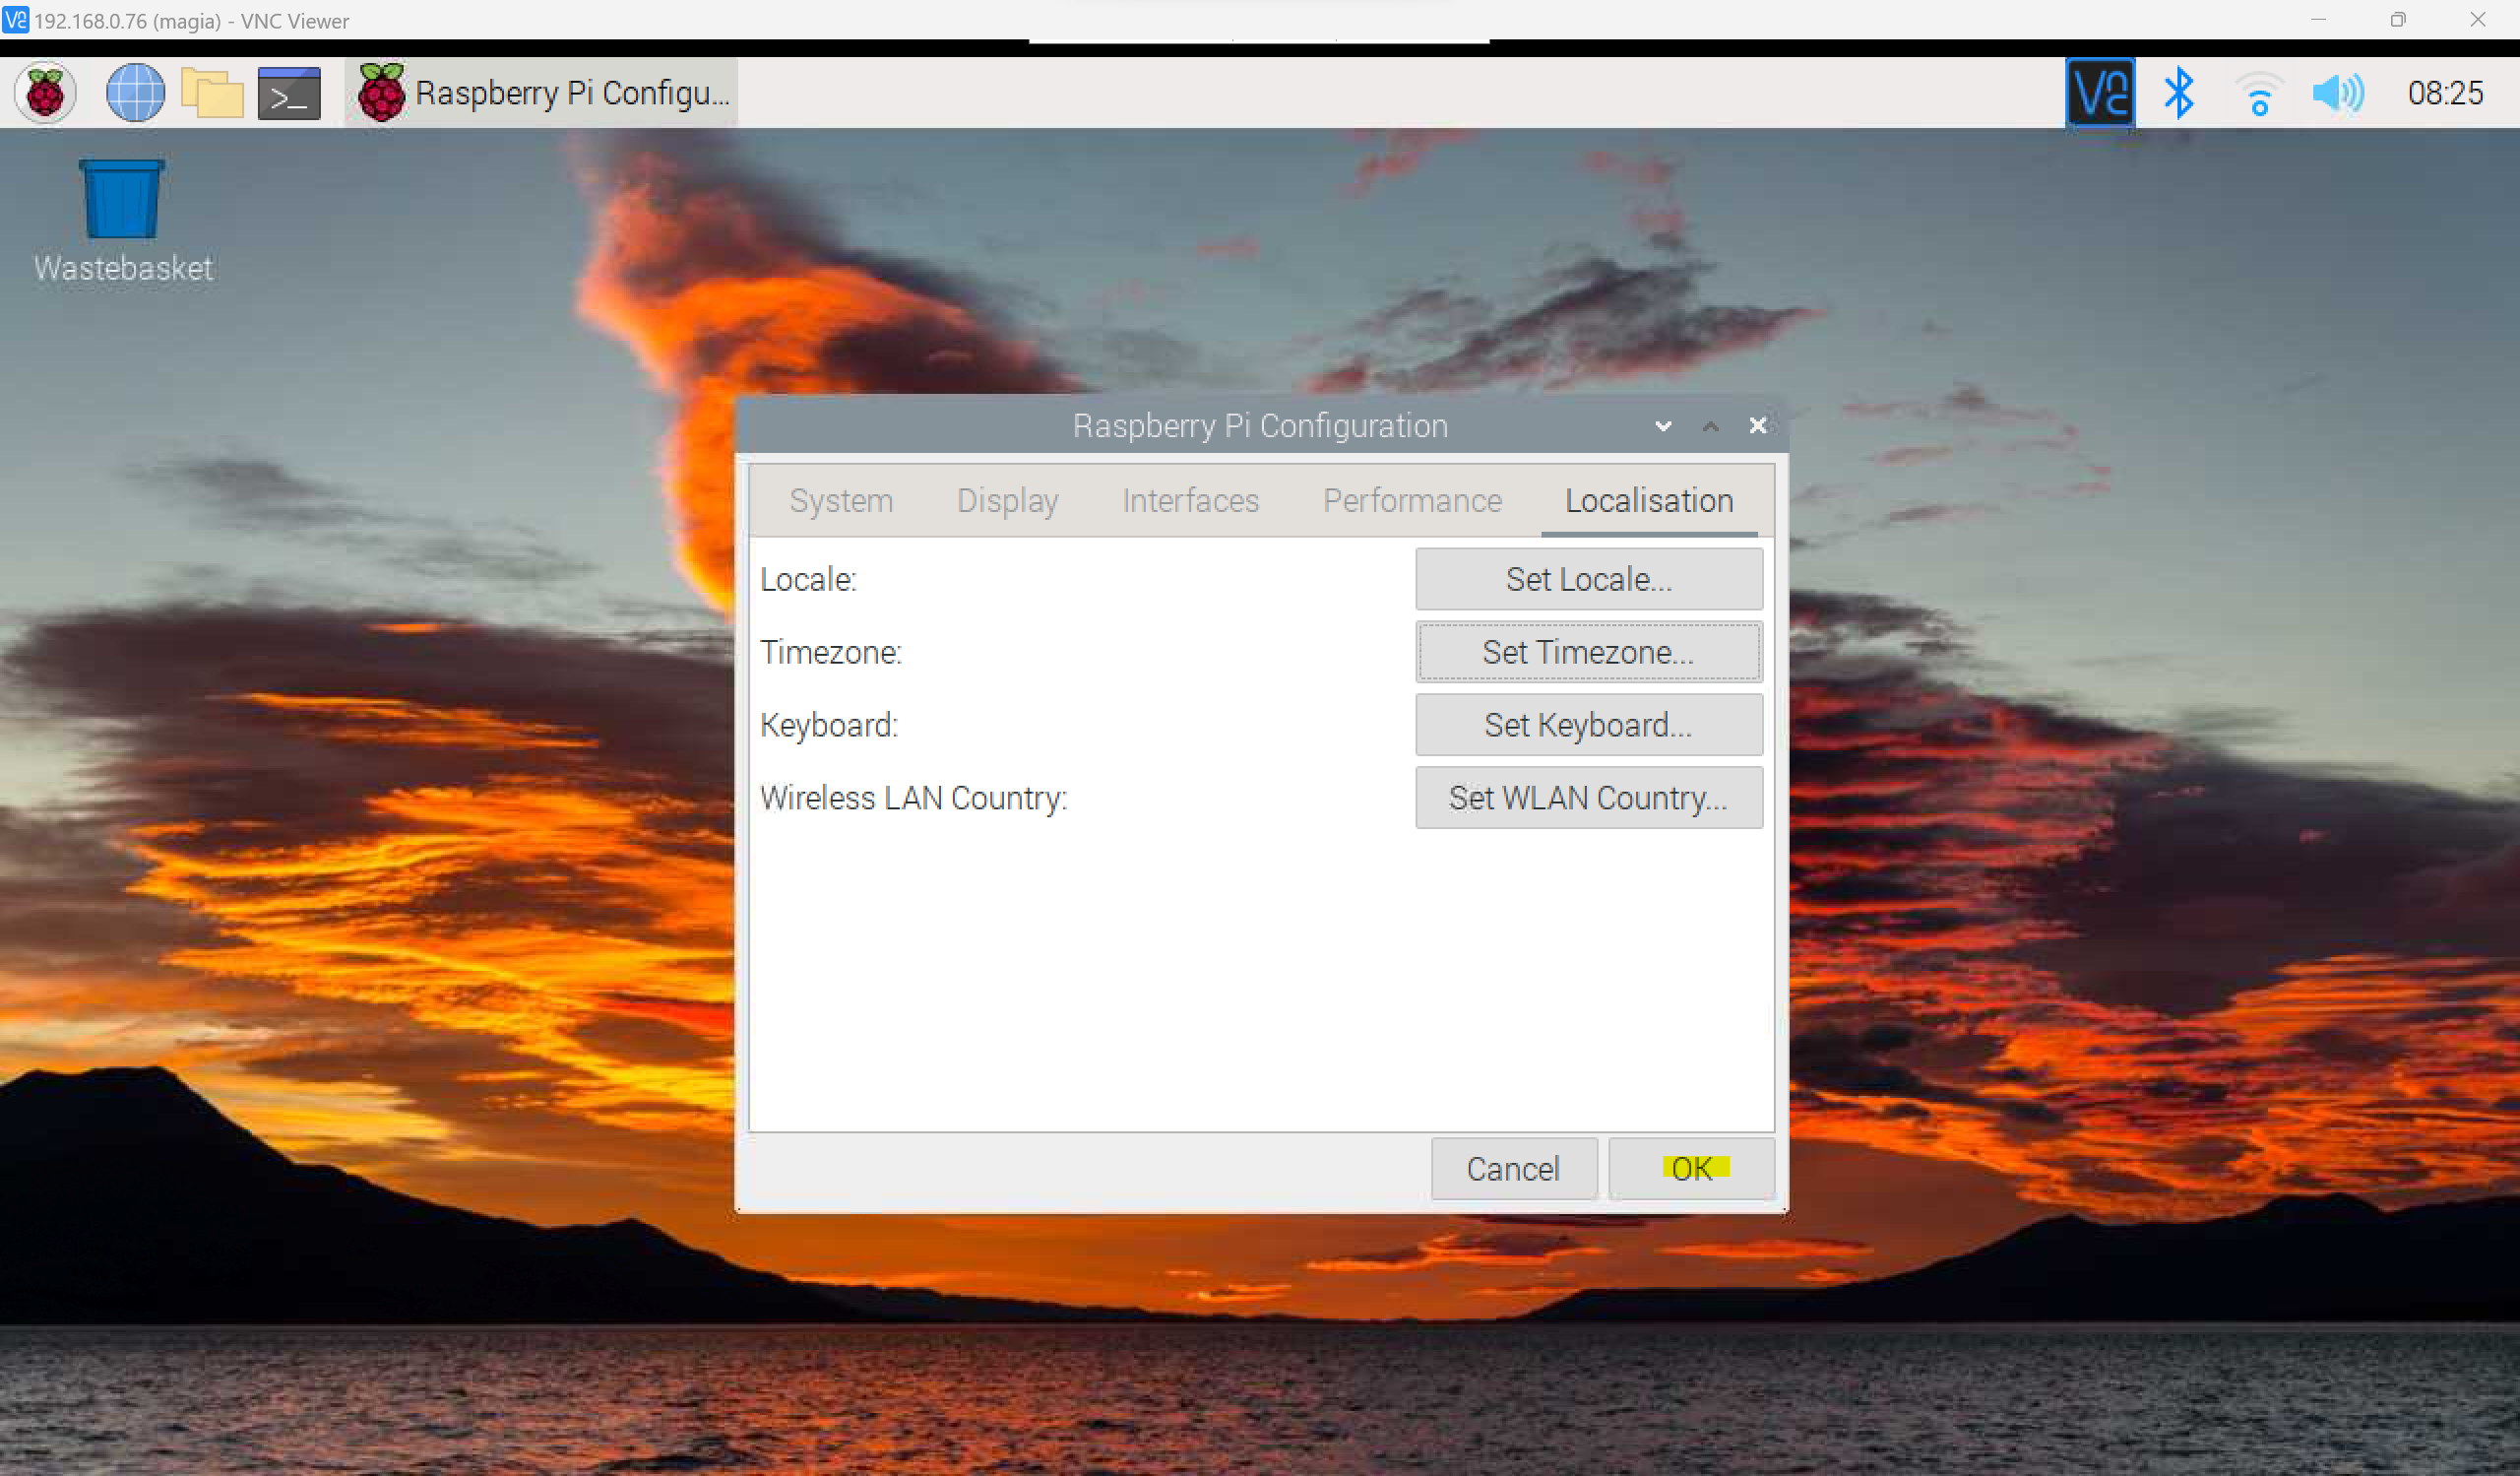 192.168.0.76 (magia) - VNC Viewer
Raspberry Pi Configu...
08:25
Wastebasket
Raspberry Pi Configuration
System Display Interfaces Performance Localisation
Locale: Set Locale...
Timezone: Set Timezone...
Keyboard: Set Keyboard...
Wireless LAN Country: Set WLAN Country...
Cancel OK